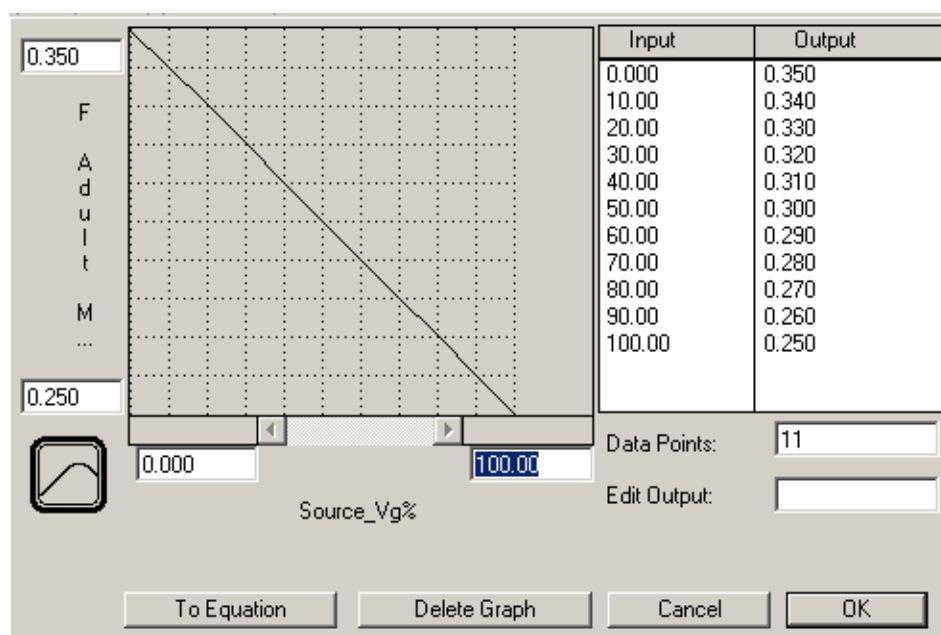 0.350
F Adult M ...
0.250
0.000
100.00
Source_Vg%
Input Output
0.000 0.350
10.00 0.340
20.00 0.330
30.00 0.320
40.00 0.310
50.00 0.300
60.00 0.290
70.00 0.280
80.00 0.270
90.00 0.260
100.00 0.250
Data Points: 11
Edit Output:
To Equation Delete Graph Cancel OK